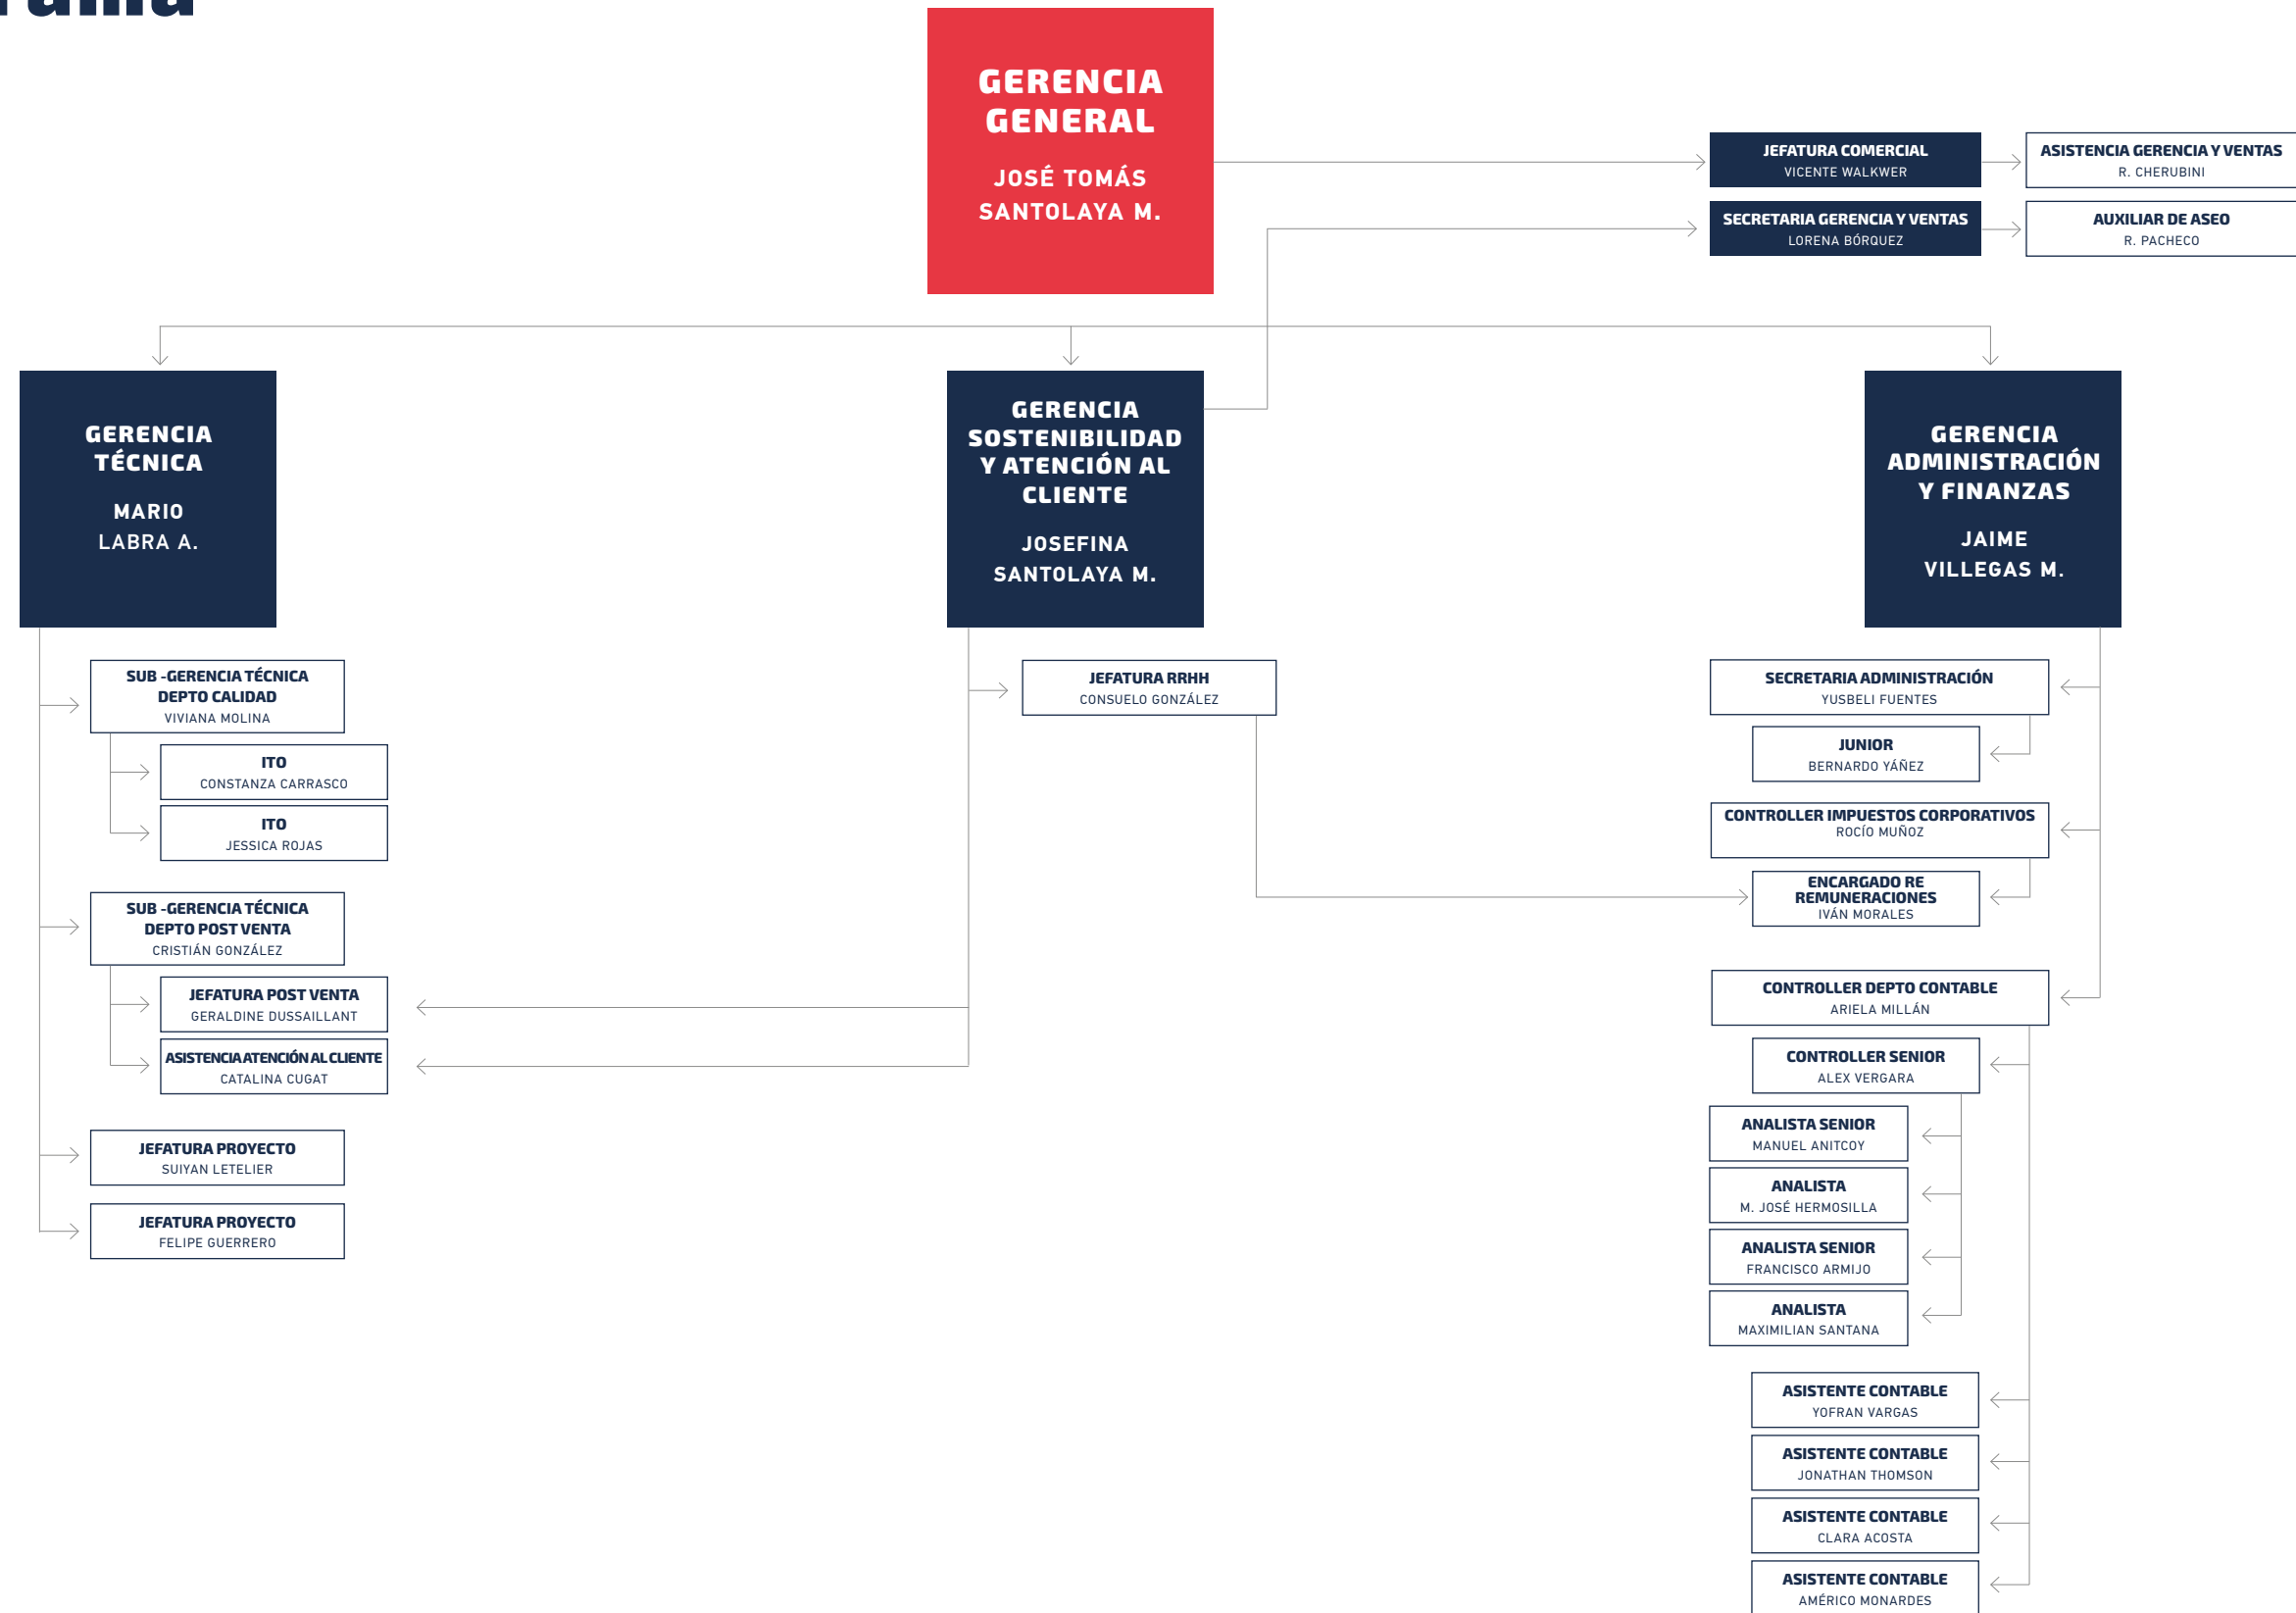 GERENCIA
GENERAL
JOSÉ TOMÁS
SANTOLAYA M.
JEFATURA COMERCIAL
VICENTE WALKWER
ASISTENCIA GERENCIA Y VENTAS
R. CHERUBINI
SECRETARIA GERENCIA Y VENTAS
LORENA BÓRQUEZ
AUXILIAR DE ASEO
R. PACHECO
GERENCIA
TÉCNICA
MARIO
LABRA A.
GERENCIA
SOSTENIBILIDAD
Y ATENCIÓN AL
CLIENTE
JOSEFINA
SANTOLAYA M.
GERENCIA
ADMINISTRACIÓN
Y FINANZAS
JAIME
VILLEGAS M.
SUB -GERENCIA TÉCNICA
DEPTO CALIDAD
VIVIANA MOLINA
ITO
CONSTANZA CARRASCO
ITO
JESSICA ROJAS
SUB -GERENCIA TÉCNICA
DEPTO POST VENTA
CRISTIÁN GONZÁLEZ
JEFATURA POST VENTA
GERALDINE DUSSAILLANT
ASISTENCIA ATENCIÓN AL CLIENTE
CATALINA CUGAT
JEFATURA PROYECTO
SUIYAN LETELIER
JEFATURA PROYECTO
FELIPE GUERRERO
JEFATURA RRHH
CONSUELO GONZÁLEZ
SECRETARIA ADMINISTRACIÓN
YUSBELI FUENTES
JUNIOR
BERNARDO YÁÑEZ
CONTROLLER IMPUESTOS CORPORATIVOS
ROCÍO MUÑOZ
ENCARGADO RE
REMUNERACIONES
IVÁN MORALES
CONTROLLER DEPTO CONTABLE
ARIELA MILLÁN
CONTROLLER SENIOR
ALEX VERGARA
ANALISTA SENIOR
MANUEL ANITCOY
ANALISTA
M. JOSÉ HERMOSILLA
ANALISTA SENIOR
FRANCISCO ARMIJO
ANALISTA
MAXIMILIAN SANTANA
ASISTENTE CONTABLE
YOFRAN VARGAS
ASISTENTE CONTABLE
JONATHAN THOMSON
ASISTENTE CONTABLE
CLARA ACOSTA
ASISTENTE CONTABLE
AMÉRICO MONARDES